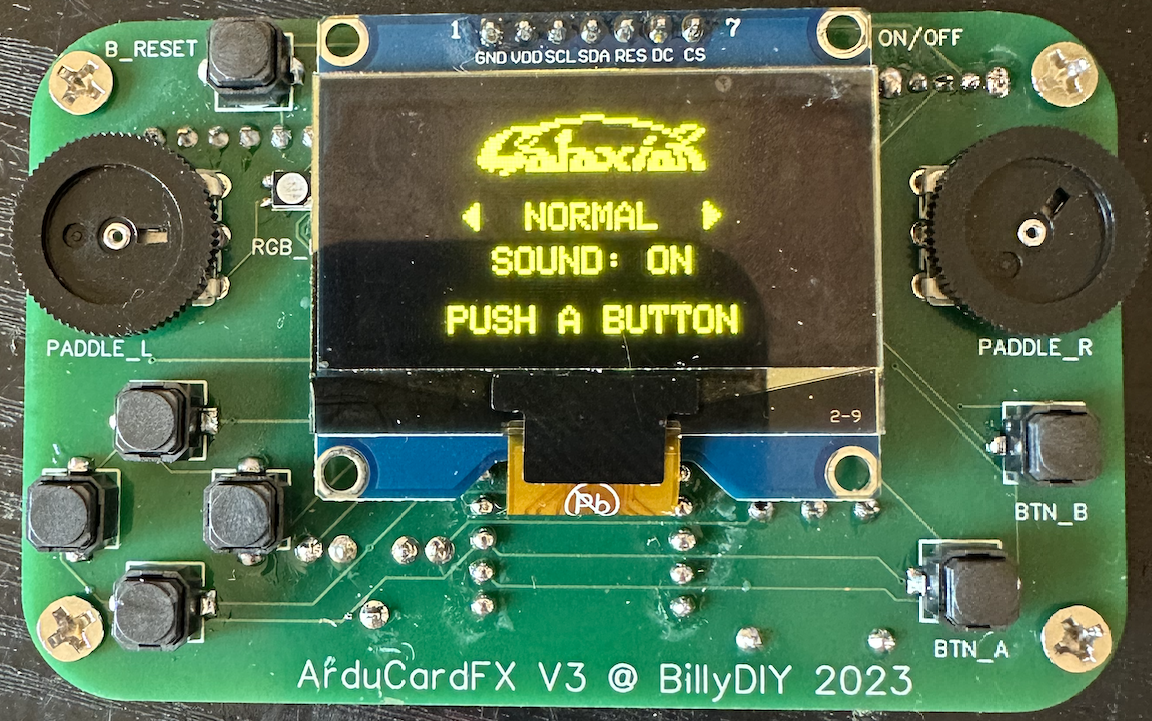 B_RESET
1 7
GND VDD SCL SDA RES DC CS
ON/OFF
Galaxian
NORMAL
SOUND: ON
PUSH A BUTTON
RGB_
PADDLE_L
PADDLE_R
2-9
Pb
BTN_B
BTN_A
ArduCardFX V3 @ BillyDIY 2023